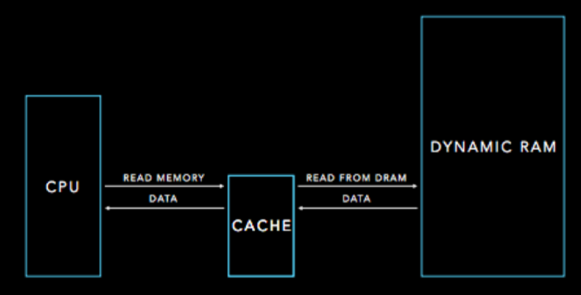 CPU
READ MEMORY
DATA
CACHE
READ FROM DRAM
DATA
DYNAMIC RAM